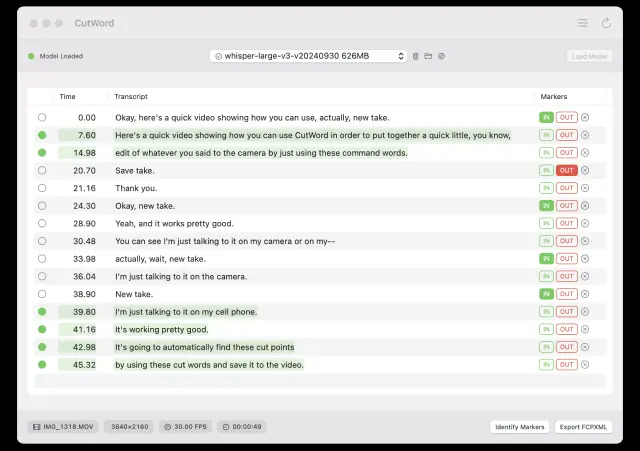 CutWord
Model Loaded
whisper-large-v3-v20240930 626MB
Load Model
Time Transcript Markers
0.00 Okay, here's a quick video showing how you can use, actually, new take. IN OUT
7.60 Here's a quick video showing how you can use CutWord in order to put together a quick little, you know, IN OUT
14.98 edit of whatever you said to the camera by just using these command words. IN OUT
20.70 Save take. IN OUT
21.16 Thank you. IN OUT
24.30 Okay, new take. IN OUT
28.90 Yeah, and it works pretty good. IN OUT
30.48 You can see I'm just talking to it on my camera or on my-- IN OUT
33.98 actually, wait, new take. IN OUT
36.04 I'm just talking to it on the camera. IN OUT
38.90 New take. IN OUT
39.80 I'm just talking to it on my cell phone. IN OUT
41.16 It's working pretty good. IN OUT
42.98 It's going to automatically find these cut points IN OUT
45.32 by using these cut words and save it to the video. IN OUT
IMG_1318.MOV 3840×2160 30.00 FPS 00:00:49 Identify Markers Export FCPXML